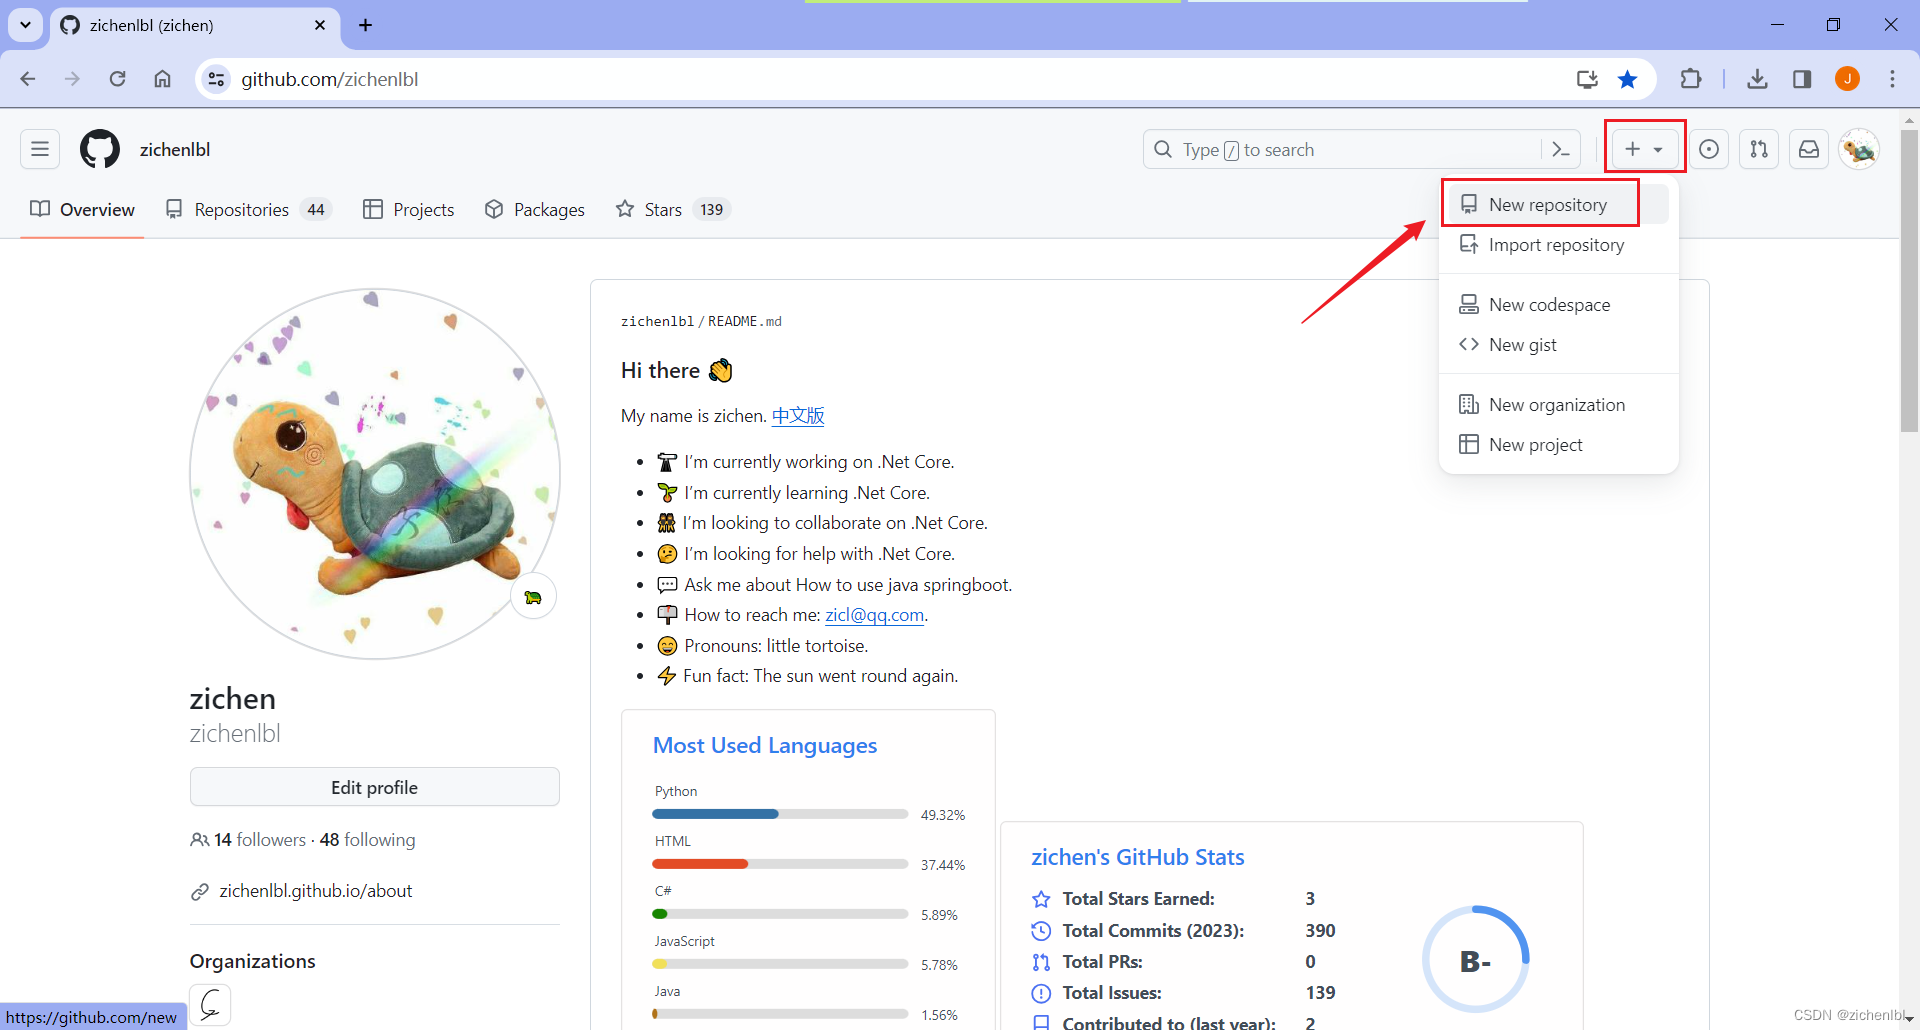 zichenlbl (zichen)
github.com/zichenlbl
J
zichenlbl
Type / to search
Overview
Repositories 44
Projects
Packages
Stars 139
New repository
Import repository
New codespace
New gist
New organization
New project
zichenlbl / README.md
Hi there
My name is zichen. 中文版
I'm currently working on .Net Core.
I'm currently learning .Net Core.
I'm looking to collaborate on .Net Core.
I'm looking for help with .Net Core.
Ask me about How to use java springboot.
How to reach me: zicl@qq.com.
Pronouns: little tortoise.
Fun fact: The sun went round again.
zichen
zichenlbl
Edit profile
14 followers · 48 following
zichenlbl.github.io/about
Organizations
Most Used Languages
Python
49.32%
HTML
37.44%
C#
5.89%
JavaScript
5.78%
Java
1.56%
zichen's GitHub Stats
Total Stars Earned: 3
Total Commits (2023): 390
Total PRs: 0
Total Issues: 139
Contributed to (last year): 2
B-
https://github.com/new
CSDN @zichenlbl